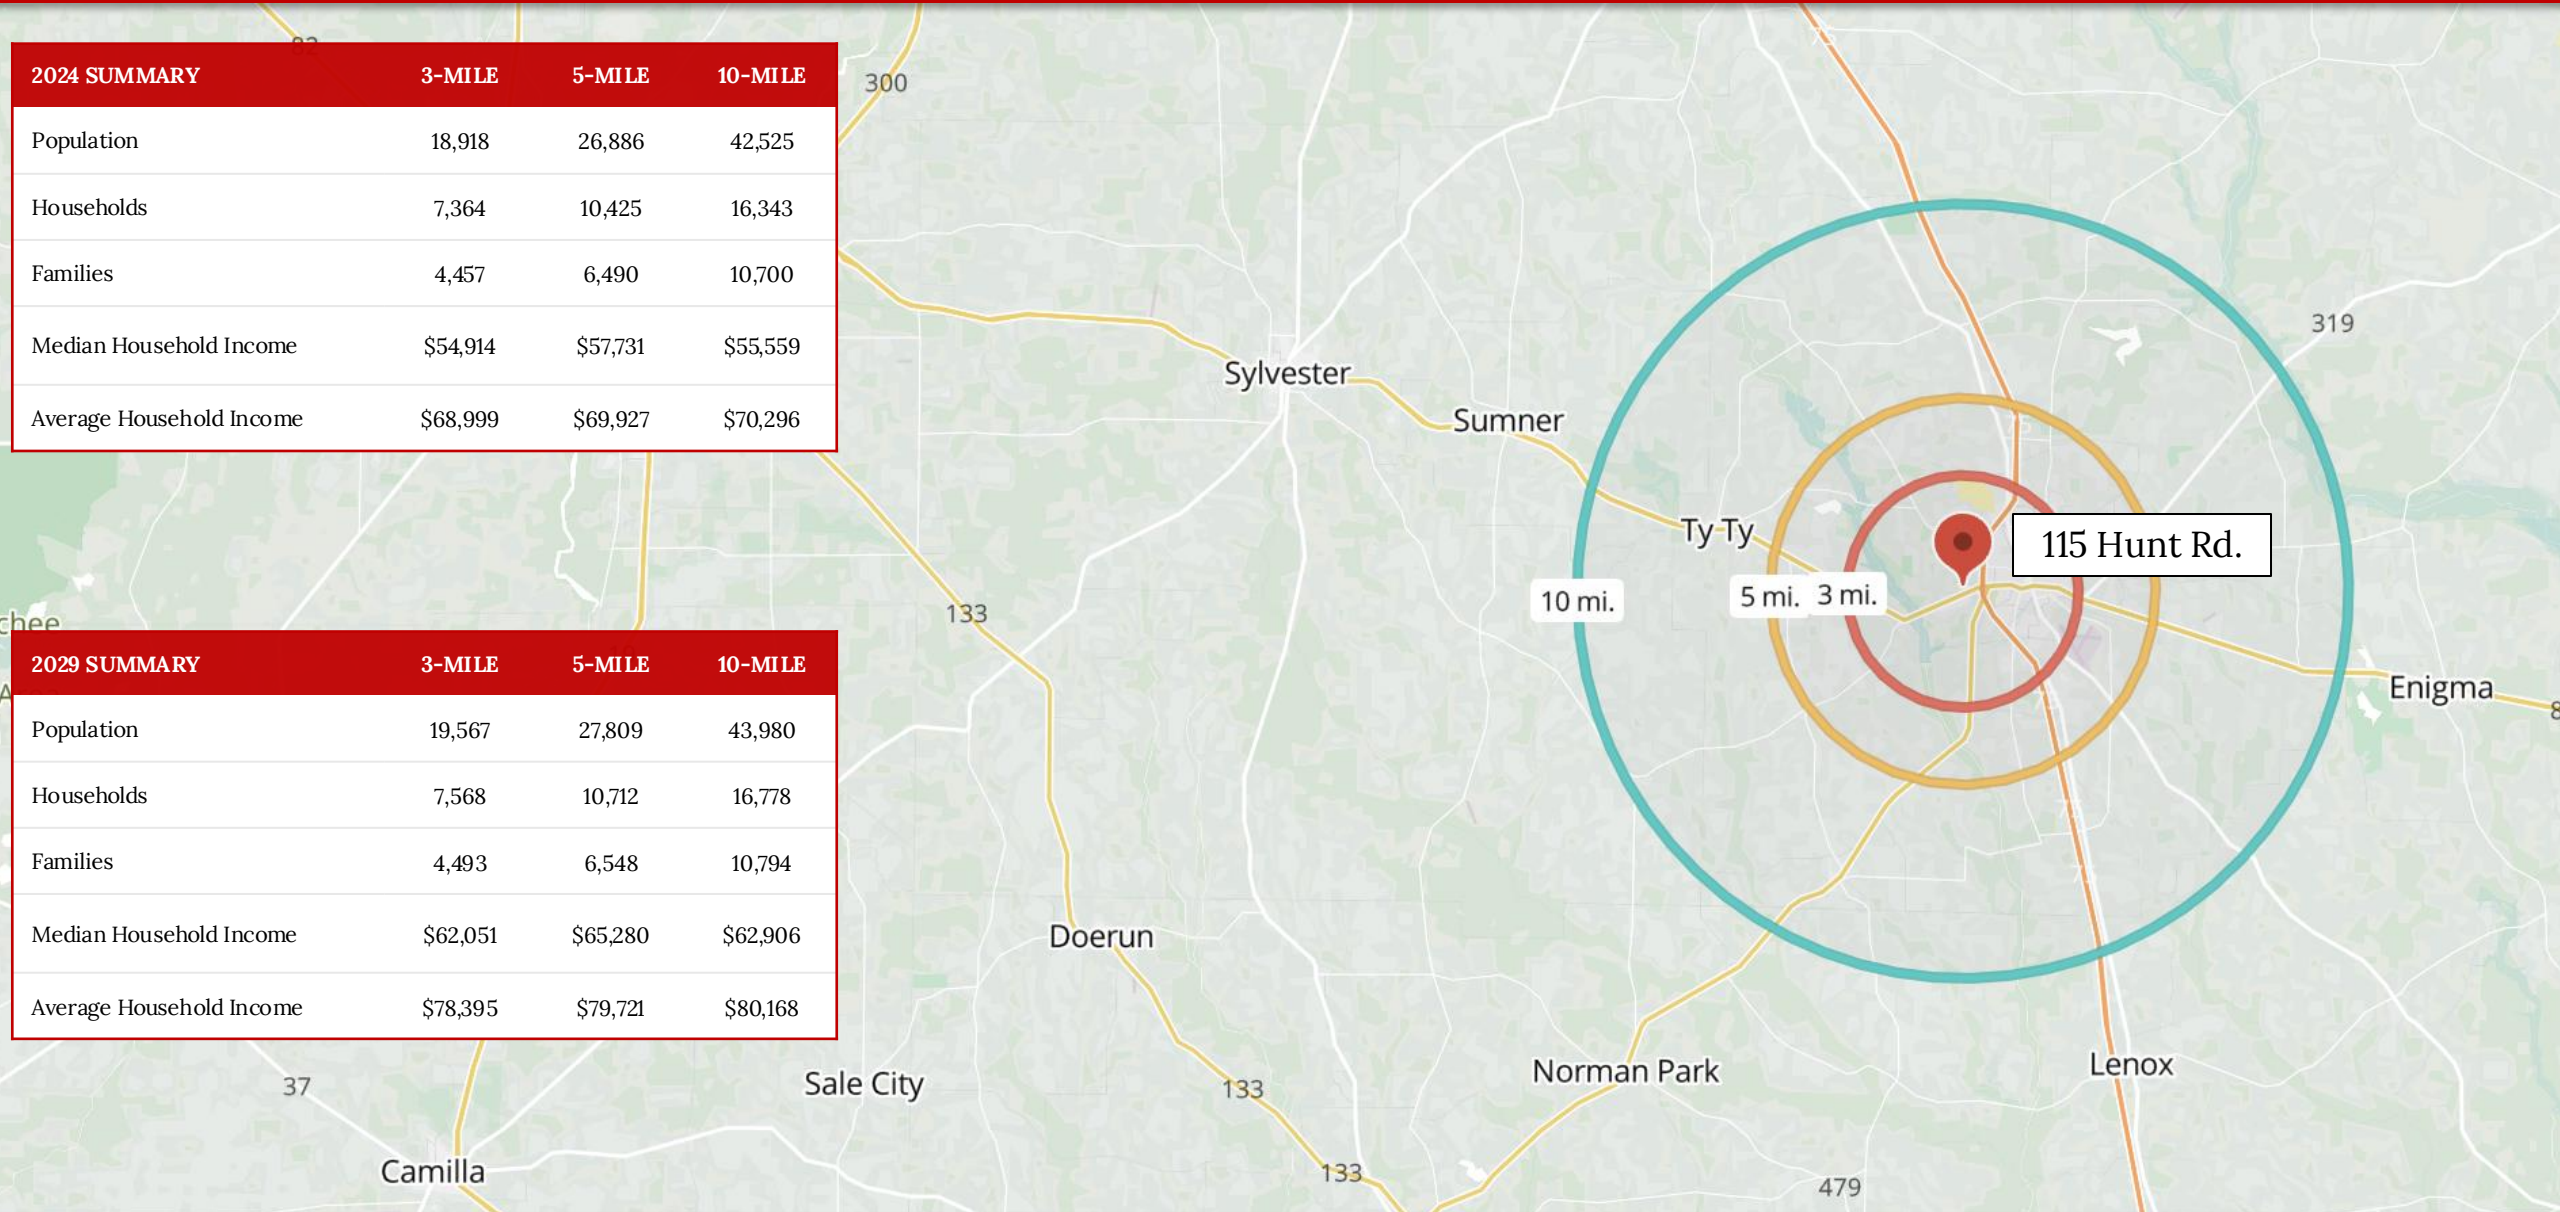 82
2024 SUMMARY 3-MILE 5-MILE 10-MILE
Population 18,918 26,886 42,525
Households 7,364 10,425 16,343
Families 4,457 6,490 10,700
Median Household Income $54,914 $57,731 $55,559
Average Household Income $68,999 $69,927 $70,296
300
319
Sylvester
Sumner
Ty Ty
115 Hunt Rd.
10 mi.
5 mi.
3 mi.
133
chee
2029 SUMMARY 3-MILE 5-MILE 10-MILE
Population 19,567 27,809 43,980
Households 7,568 10,712 16,778
Families 4,493 6,548 10,794
Median Household Income $62,051 $65,280 $62,906
Average Household Income $78,395 $79,721 $80,168
Enigma
8
Doerun
Sale City
Norman Park
Lenox
37
133
Camilla
133
479